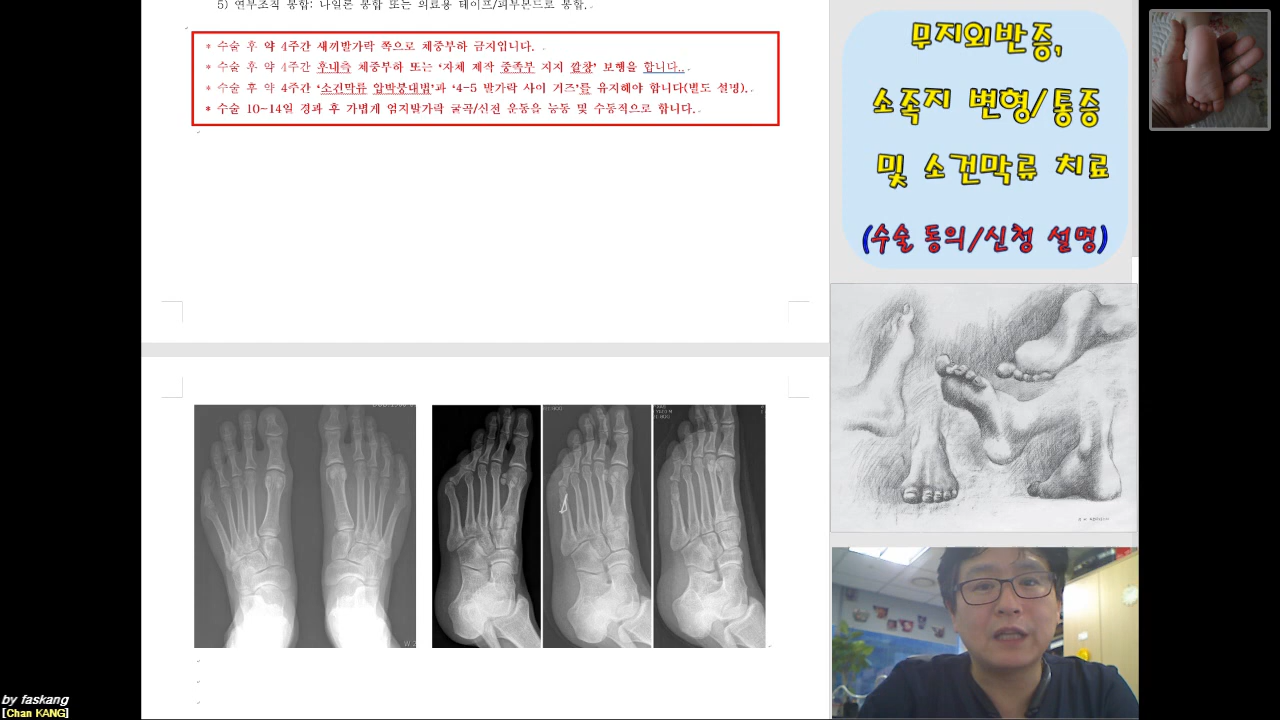 5) 연부조직 봉합: 나일론 봉합 또는 의료용 테이프/피부본드로 봉합.
* 수술 후 약 4주간 새끼발가락 쪽으로 체중부하 금지입니다.
* 수술 후 약 4주간 후내측 체중부하 또는 ‘자체 제작 중족부 지지 깔창’ 보행을 합니다..
* 수술 후 약 4주간 ‘소건막류 압박붕대법’과 ‘4-5 발가락 사이 거즈’를 유지해야 합니다(별도 설명).
* 수술 10-14일 경과 후 가볍게 엄지발가락 굴곡/신전 운동을 능동 및 수동적으로 합니다.
무지외반증,
소족지 변형/통증
및 소건막류 치료
(수술 동의/신청 설명)
by faskang
[Chan KANG]